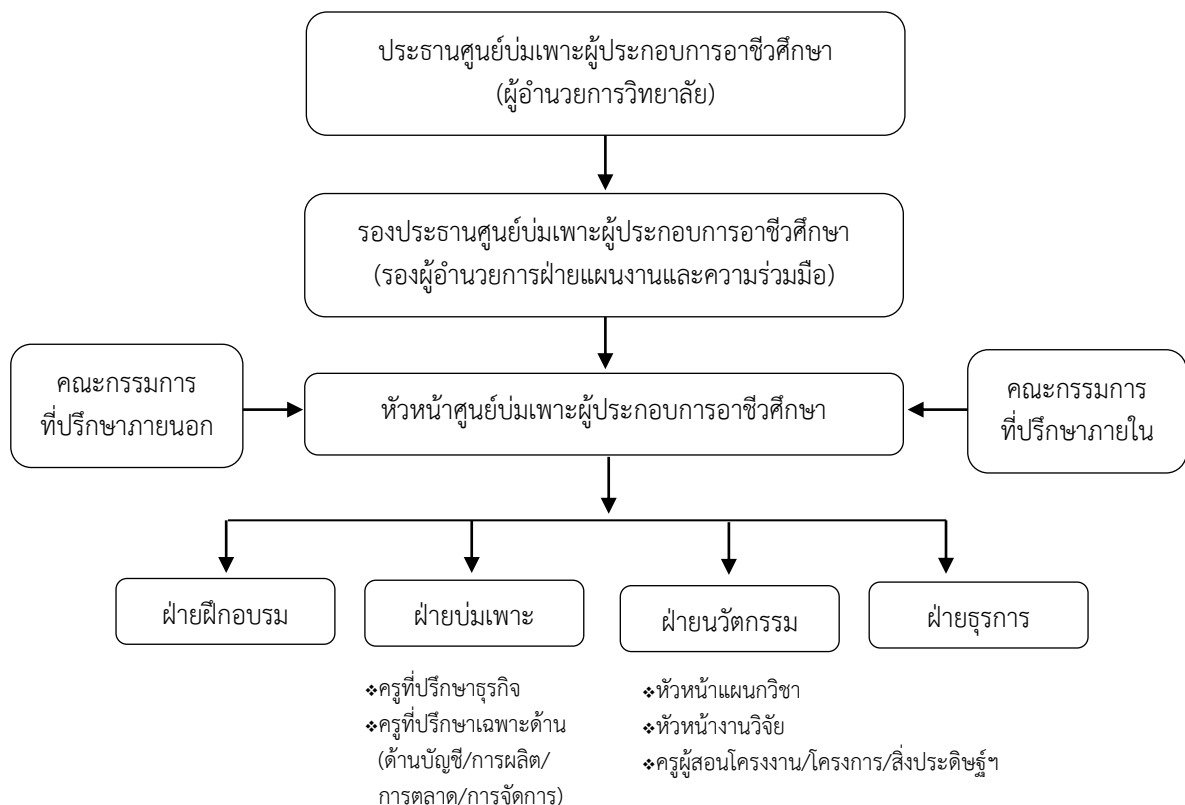 ประธานศูนย์บ่มเพาะผู้ประกอบการอาชีวศึกษา
(ผู้อำนวยการวิทยาลัย)
รองประธานศูนย์บ่มเพาะผู้ประกอบการอาชีวศึกษา
(รองผู้อำนวยการฝ่ายแผนงานและความร่วมมือ)
คณะกรรมการ
ที่ปรึกษาภายนอก
หัวหน้าศูนย์บ่มเพาะผู้ประกอบการอาชีวศึกษา
คณะกรรมการ
ที่ปรึกษาภายใน
ฝ่ายฝึกอบรม
ฝ่ายบ่มเพาะ
ฝ่ายนวัตกรรม
ฝ่ายธุรการ
❖ครูที่ปรึกษาธุรกิจ
❖ครูที่ปรึกษาเฉพาะด้าน
(ด้านบัญชี/การผลิต/
การตลาด/การจัดการ)
❖หัวหน้าแผนกวิชา
❖หัวหน้างานวิจัย
❖ครูผู้สอนโครงงาน/โครงการ/สิ่งประดิษฐ์ฯ